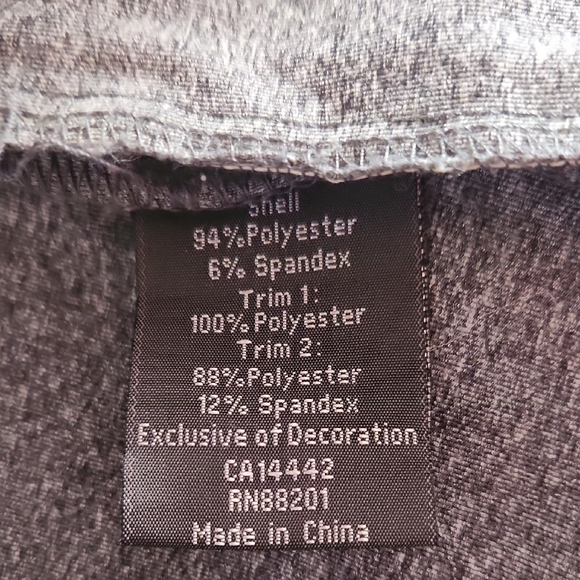 Shell
94%Polyester
6% Spandex
Trim 1:
100% Polyester
Trim 2:
88%Polyester
12% Spandex
Exclusive of Decoration
CA14442
RN88201
Made in China